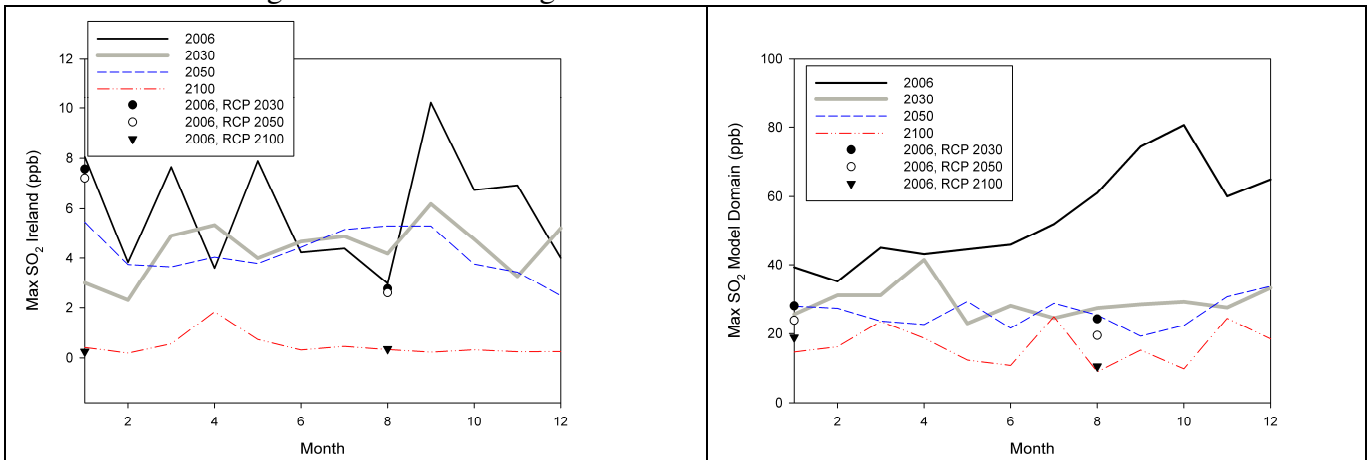 12
10
8
6
4
2
0
Max SO2 Ireland (ppb)
2006
2030
2050
2100
2006, RCP 2030
2006, RCP 2050
2006, RCP 2100
2 4 6 8 10 12
Month
100
80
60
40
20
0
Max SO2 Model Domain (ppb)
2006
2030
2050
2100
2006, RCP 2030
2006, RCP 2050
2006, RCP 2100
2 4 6 8 10 12
Month